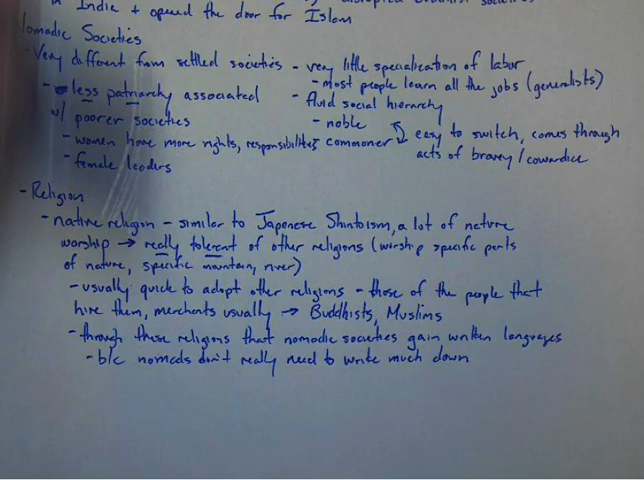 in India + opened the door for Islam
Nomadic Societies
- Very different from settled societies - very little specialication of labor
- most people learn all the jobs (generalists)
- less patriarchy associated - fluid social hierarchy
w/ poorer societies - noble
- women have more rights, responsibilities - commoner easy to switch, comes through
- female leaders acts of bravey/cowardice
- Religion
- native religion - similar to Japenese Shintoism, a lot of nature
worship → really tolerant of other religions (worship specific parts
of nature, specific mountain, river)
- usually quick to adopt other religions - those of the people that
hire them, merchants usually → Buddhists, Muslims
- through these religions that nomadic societies gain written languages
- b/c nomads don't really need to write much down